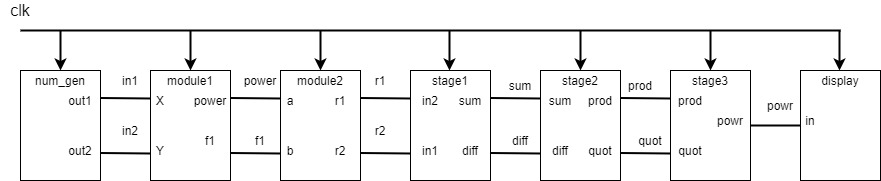 clk
num_gen in1 module1 power module2 r1 stage1 sum stage2 prod stage3 powr display
out1 X power a r1 in2 sum sum prod prod
powr in
in2 f1 f1 r2 diff quot
out2 Y b r2 in1 diff diff quot quot